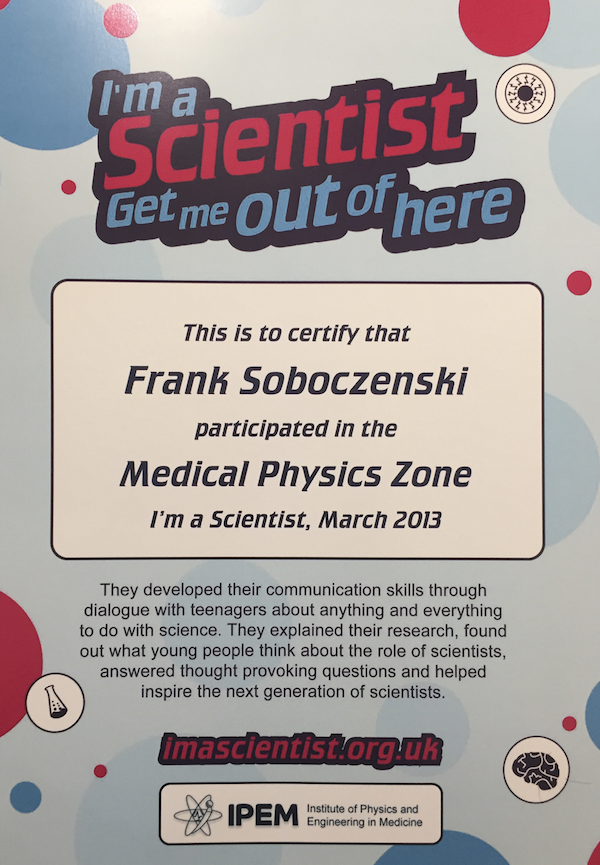 I'm a
Scientist
Get me out of here
This is to certify that
Frank Soboczenski
participated in the
Medical Physics Zone
I'm a Scientist, March 2013
They developed their communication skills through
dialogue with teenagers about anything and everything
to do with science. They explained their research, found
out what young people think about the role of scientists,
answered thought provoking questions and helped
inspire the next generation of scientists.
imascientist.org.uk
IPEM Institute of Physics and
Engineering in Medicine